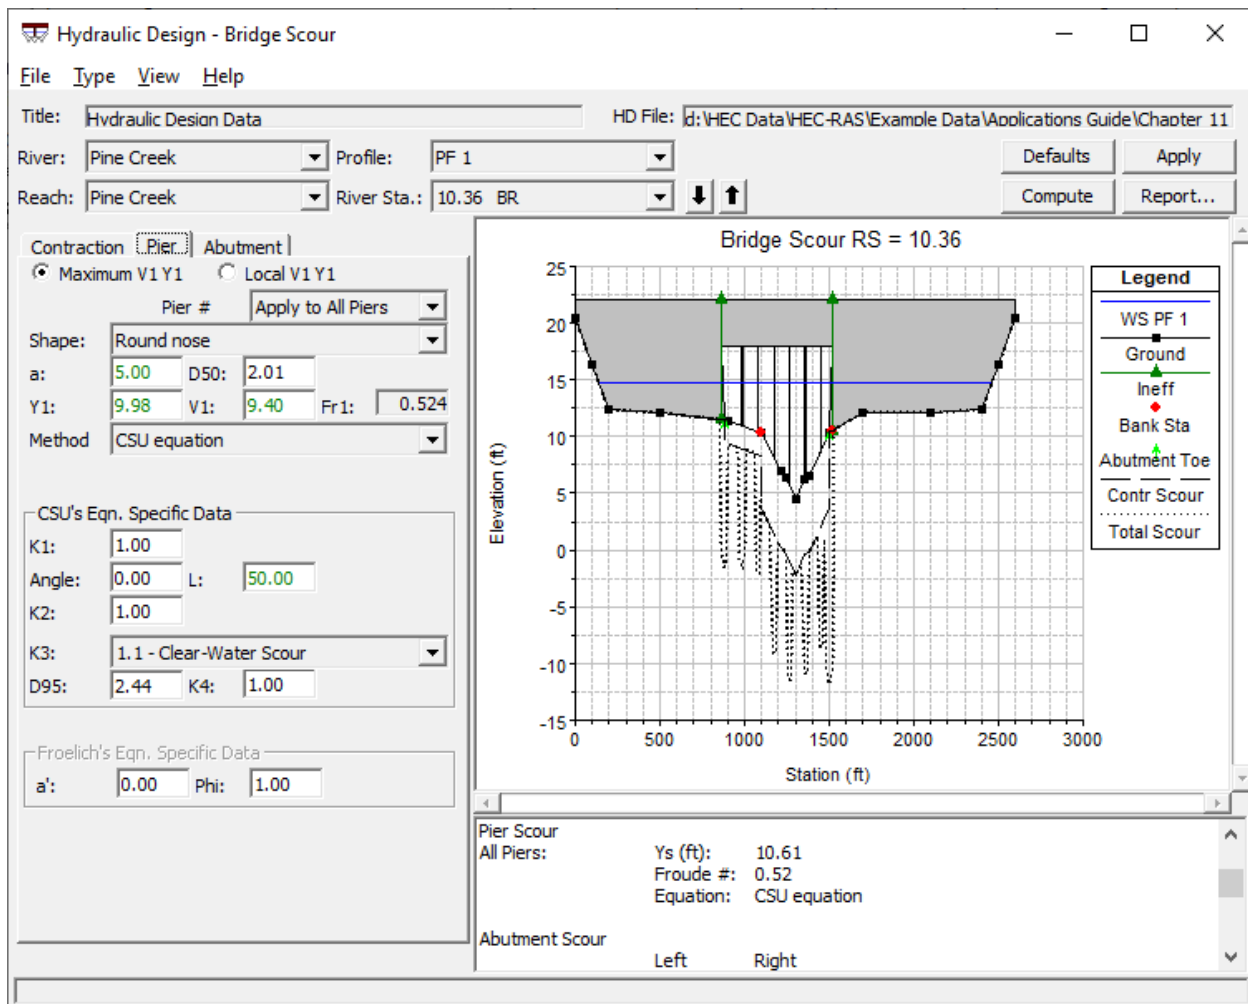 Hydraulic Design - Bridge Scour
File Type View Help
Title: Hydraulic Design Data HD File: d:\HEC Data\HEC-RAS\Example Data\Applications Guide\Chapter 11
River: Pine Creek Profile: PF 1 Defaults Apply
Reach: Pine Creek River Sta.: 10.36 BR Compute Report...
Contraction Pier Abutment
Maximum V1 Y1 Local V1 Y1
Pier # Apply to All Piers
Shape: Round nose
a: 5.00 D50: 2.01
Y1: 9.98 V1: 9.40 Fr1: 0.524
Method CSU equation
CSU's Eqn. Specific Data
K1: 1.00
Angle: 0.00 L: 50.00
K2: 1.00
K3: 1.1 - Clear-Water Scour
D95: 2.44 K4: 1.00
Froelich's Eqn. Specific Data
a': 0.00 Phi: 1.00
Bridge Scour RS = 10.36
25
20
15
10
5
0
-5
-10
-15
Elevation (ft)
0 500 1000 1500 2000 2500 3000
Station (ft)
Legend
WS PF 1
Ground
Ineff
Bank Sta
Abutment Toe
Contr Scour
Total Scour
Pier Scour
All Piers: Ys (ft): 10.61
Froude #: 0.52
Equation: CSU equation
Abutment Scour
Left Right